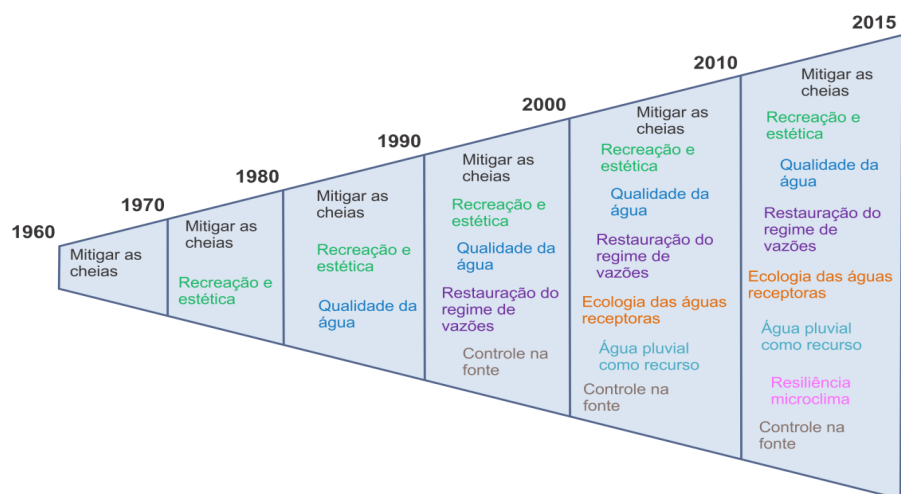 1960
Mitigar as
cheias
1970
Mitigar as
cheias
Recreação e
estética
1980
Mitigar as
cheias
Recreação e
estética
Qualidade da
água
1990
Mitigar as
cheias
Recreação e
estética
Qualidade da
água
Restauração do
regime de
vazões
Controle na
fonte
2000
Mitigar as
cheias
Recreação e
estética
Qualidade da
água
Restauração do
regime de
vazões
Ecologia das águas
receptoras
Água pluvial
como recurso
Controle na
fonte
2010
Mitigar as
cheias
Recreação e
estética
Qualidade da
água
Restauração do
regime de
vazões
Ecologia das águas
receptoras
Água pluvial
como recurso
Resiliência
microclima
Controle na
fonte
2015